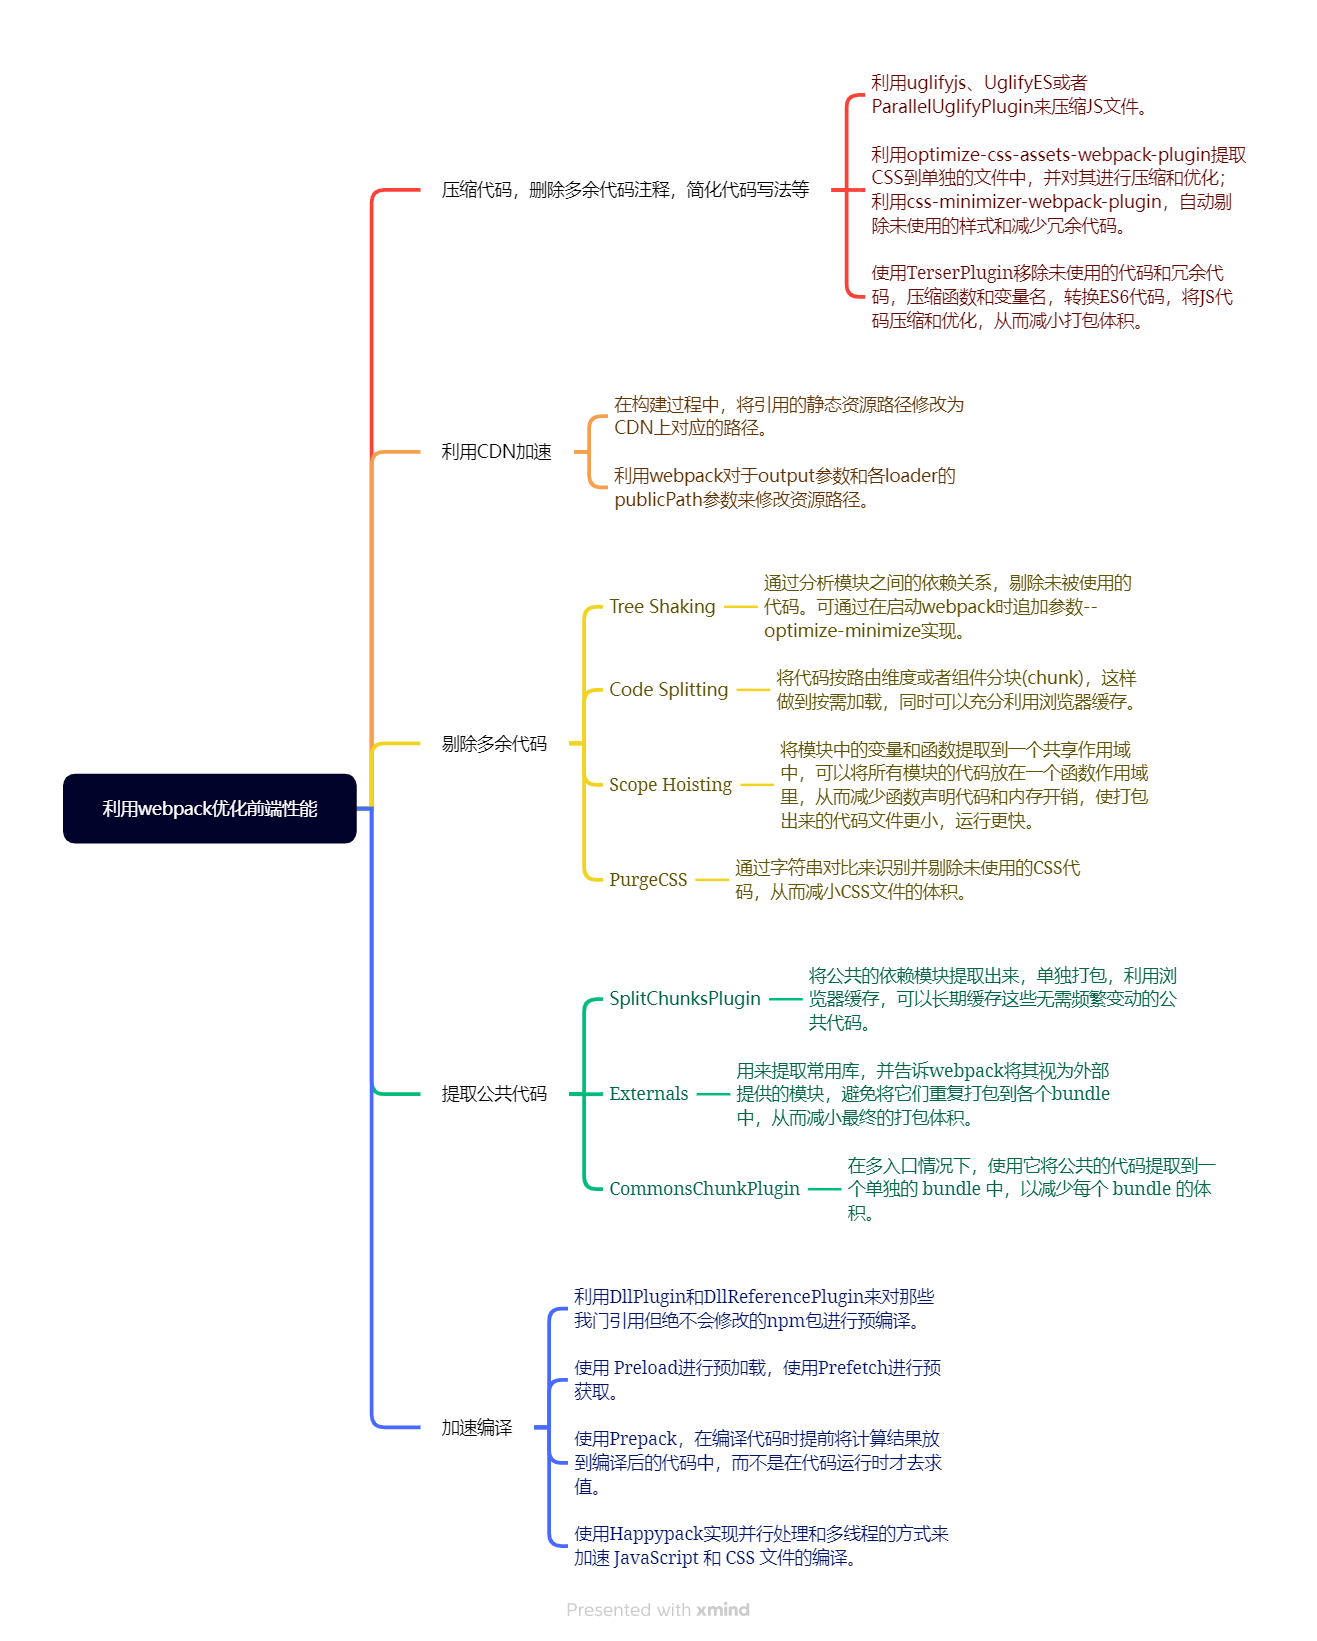 利用webpack优化前端性能
压缩代码，删除多余代码注释，简化代码写法等
利用uglifyjs、UglifyES或者
ParallelUglifyPlugin来压缩JS文件。
利用optimize-css-assets-webpack-plugin提取
CSS到单独的文件中，并对其进行压缩和优化；
利用css-minimizer-webpack-plugin，自动剔
除未使用的样式和减少冗余代码。
使用TerserPlugin移除未使用的代码和冗余代
码，压缩函数和变量名，转换ES6代码，将JS代
码压缩和优化，从而减小打包体积。
利用CDN加速
在构建过程中，将引用的静态资源路径修改为
CDN上对应的路径。
利用webpack对于output参数和各loader的
publicPath参数来修改资源路径。
剔除多余代码
Tree Shaking
通过分析模块之间的依赖关系，剔除未被使用的
代码。可通过在启动webpack时追加参数--
optimize-minimize实现。
Code Splitting
将代码按路由维度或者组件分块(chunk)，这样
做到按需加载，同时可以充分利用浏览器缓存。
Scope Hoisting
将模块中的变量和函数提取到一个共享作用域
中，可以将所有模块的代码放在一个函数作用域
里，从而减少函数声明代码和内存开销，使打包
出来的代码文件更小，运行更快。
PurgeCSS
通过字符串对比来识别并剔除未使用的CSS代
码，从而减小CSS文件的体积。
提取公共代码
SplitChunksPlugin
将公共的依赖模块提取出来，单独打包，利用浏
览器缓存，可以长期缓存这些无需频繁变动的公
共代码。
Externals
用来提取常用库，并告诉webpack将其视为外部
提供的模块，避免将它们重复打包到各个bundle
中，从而减小最终的打包体积。
CommonsChunkPlugin
在多入口情况下，使用它将公共的代码提取到一
个单独的 bundle 中，以减少每个 bundle 的体
积。
加速编译
利用DllPlugin和DllReferencePlugin来对那些
我门引用但绝不会修改的npm包进行预编译。
使用 Preload进行预加载，使用Prefetch进行预
获取。
使用Prepack，在编译代码时提前将计算结果放
到编译后的代码中，而不是在代码运行时才去求
值。
使用Happypack实现并行处理和多线程的方式来
加速 JavaScript 和 CSS 文件的编译。
Presented with xmind